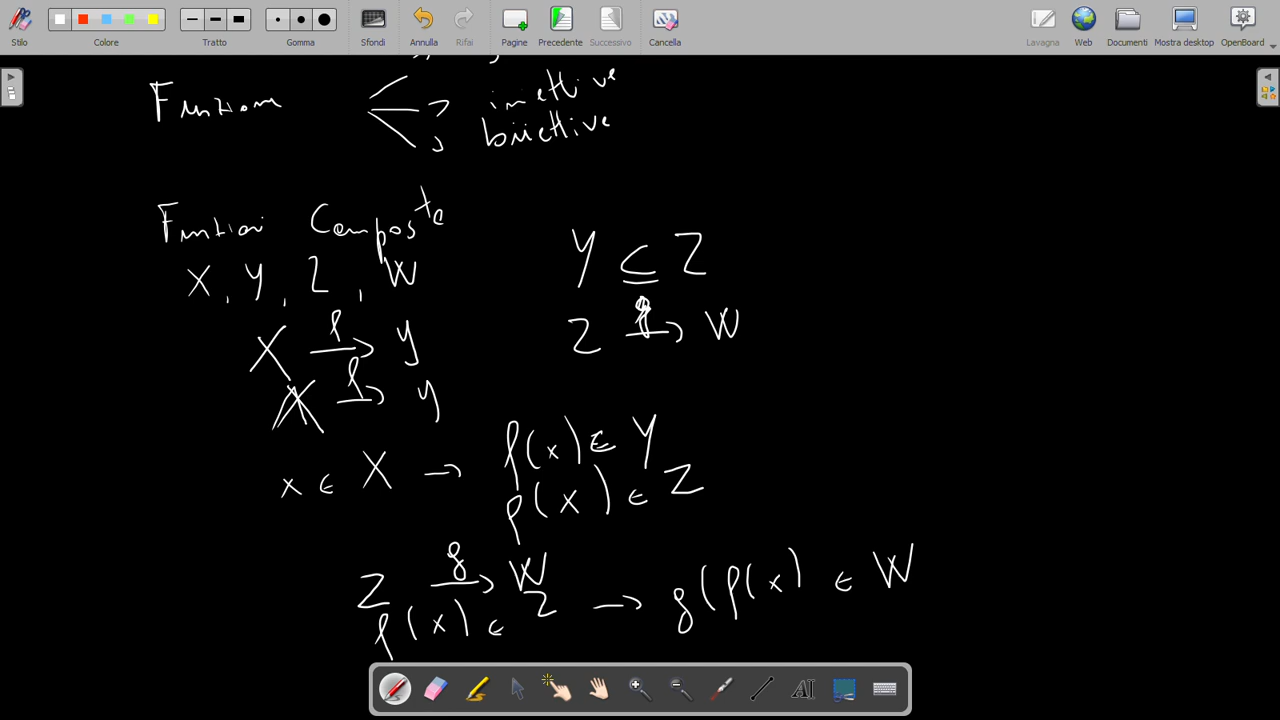 Stilo Colore Tratto Gomma Sfondi Annulla Rifai Pagine Precedente Successivo Cancella Lavagna Web Documenti Mostra desktop OpenBoard
Funzioni
iniettive
biiettive
Funzioni Composte
X, Y, Z, W
Y ⊆ Z
X f→ Y
Z g→ W
X f→ Y
x ∈ X → f(x) ∈ Y
f(x) ∈ Z
Z g→ W
f(x) ∈ Z → g(f(x) ∈ W